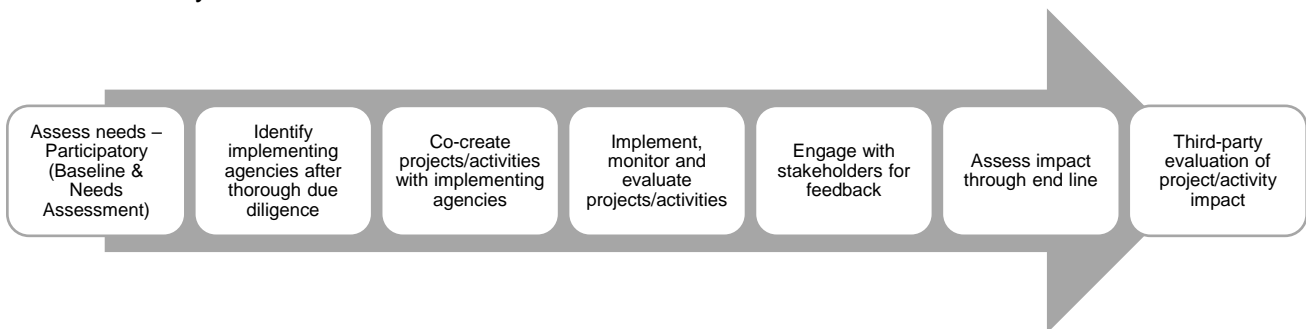 Assess needs –
Participatory
(Baseline &
Needs
Assessment)
Identify
implementing
agencies after
thorough due
diligence
Co-create
projects/activities
with implementing
agencies
Implement,
monitor and
evaluate
projects/activities
Engage with
stakeholders for
feedback
Assess impact
through end line
Third-party
evaluation of
project/activity
impact